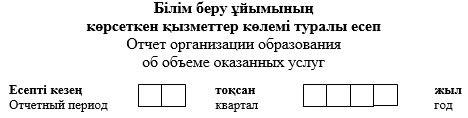 Білім беру ұйымының
көрсеткен қызметтер көлемі туралы есеп
Отчет организации образования
об объеме оказанных услуг
Есепті кезең тоқсан жыл
Отчетный период квартал год